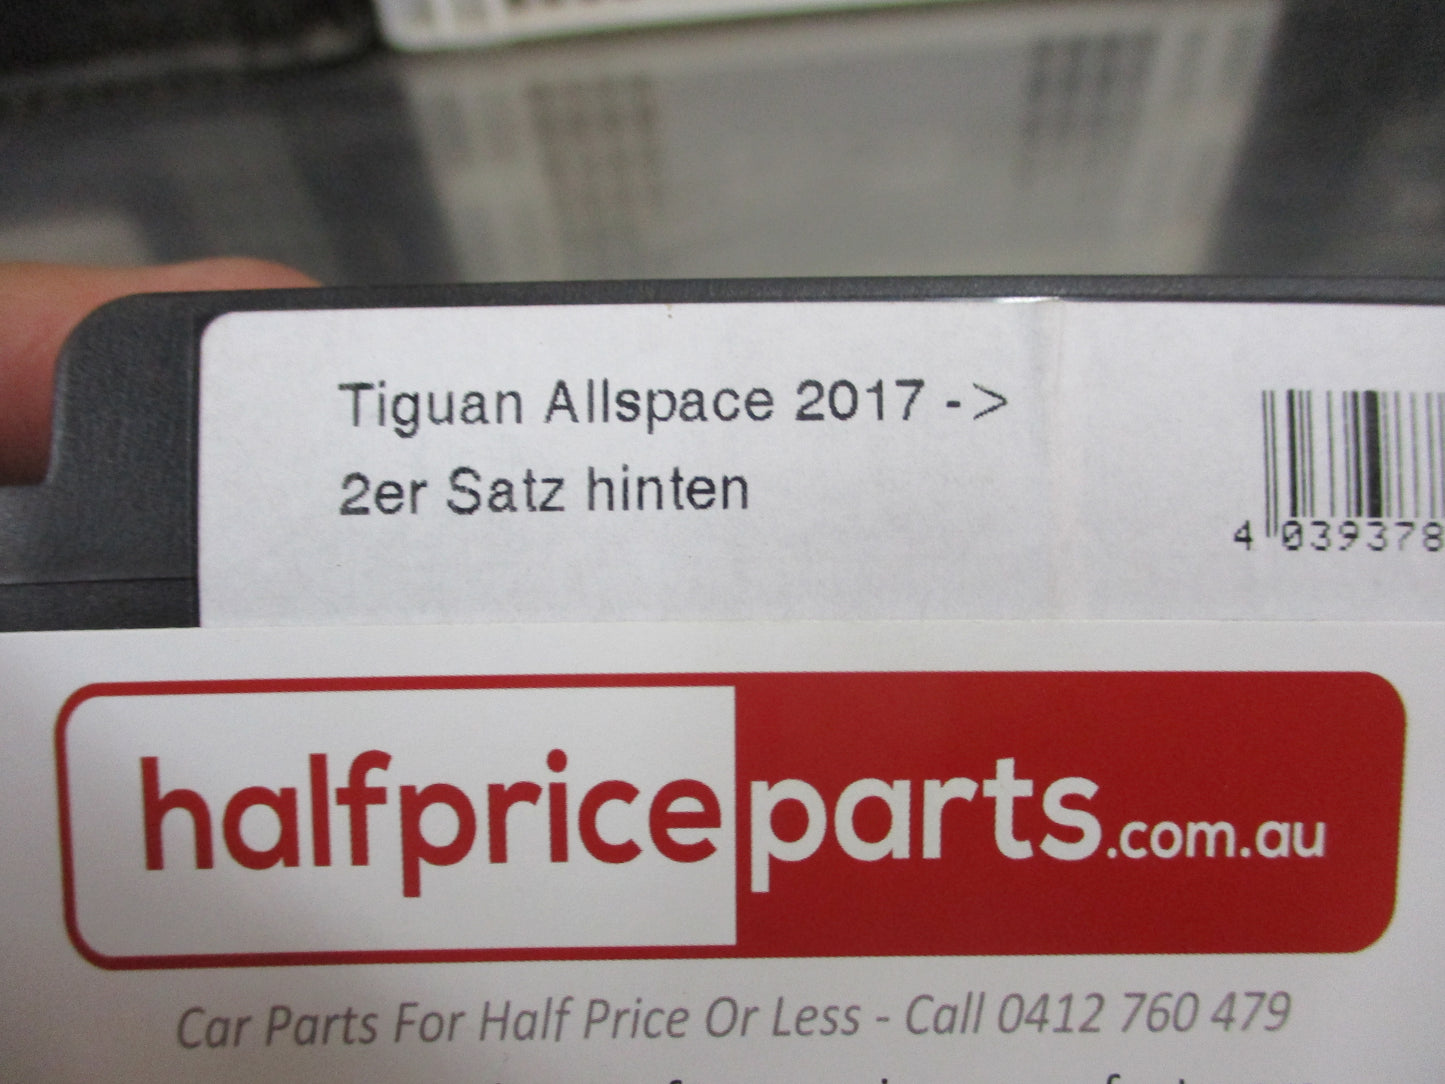 Tiguan Allspace 2017 ->
2er Satz hinten
4 039378
halfpriceparts.com.au
Car Parts For Half Price Or Less - Call 0412 760 479